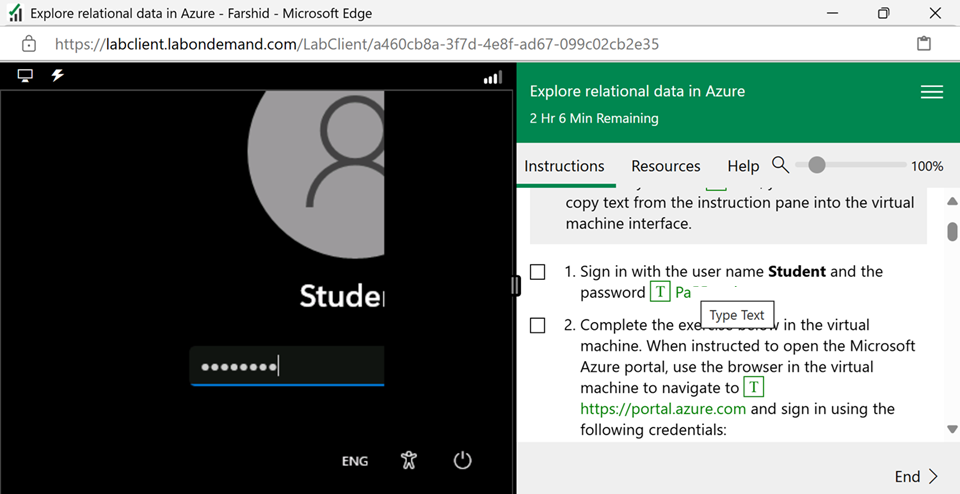 Explore relational data in Azure - Farshid - Microsoft Edge
https://labclient.labondemand.com/LabClient/a460cb8a-3f7d-4e8f-ad67-099c02cb2e35
Explore relational data in Azure
2 Hr 6 Min Remaining
Instructions Resources Help 100%
copy text from the instruction pane into the virtual
machine interface.
1. Sign in with the user name Student and the
password T
Type Text
2. Complete the exercise below in the virtual
machine. When instructed to open the Microsoft
Azure portal, use the browser in the virtual
machine to navigate to T
https://portal.azure.com and sign in using the
following credentials:
End
ENG